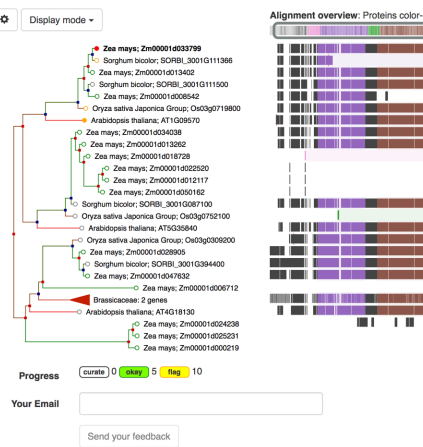 Display mode
Alignment overview: Proteins color-
Zea mays; Zm00001d033799
Sorghum bicolor; SORBI_3001G111366
Zea mays; Zm00001d013402
Sorghum bicolor; SORBI_3001G111500
Zea mays; Zm00001d008542
Oryza sativa Japonica Group; Os03g0719800
Arabidopsis thaliana; AT1G09570
Zea mays; Zm00001d034038
Zea mays; Zm00001d013262
Zea mays; Zm00001d018728
Zea mays; Zm00001d022520
Zea mays; Zm00001d012117
Zea mays; Zm00001d050162
Sorghum bicolor; SORBI_3001G087100
Oryza sativa Japonica Group; Os03g0752100
Arabidopsis thaliana; AT5G35840
Oryza sativa Japonica Group; Os03g0309200
Zea mays; Zm00001d028905
Sorghum bicolor; SORBI_3001G394400
Zea mays; Zm00001d047632
Zea mays; Zm00001d006712
Brassicaceae: 2 genes
Arabidopsis thaliana; AT4G18130
Zea mays; Zm00001d024238
Zea mays; Zm00001d025231
Zea mays; Zm00001d000219
Progress curate 0 okay 5 flag 10
Your Email
Send your feedback